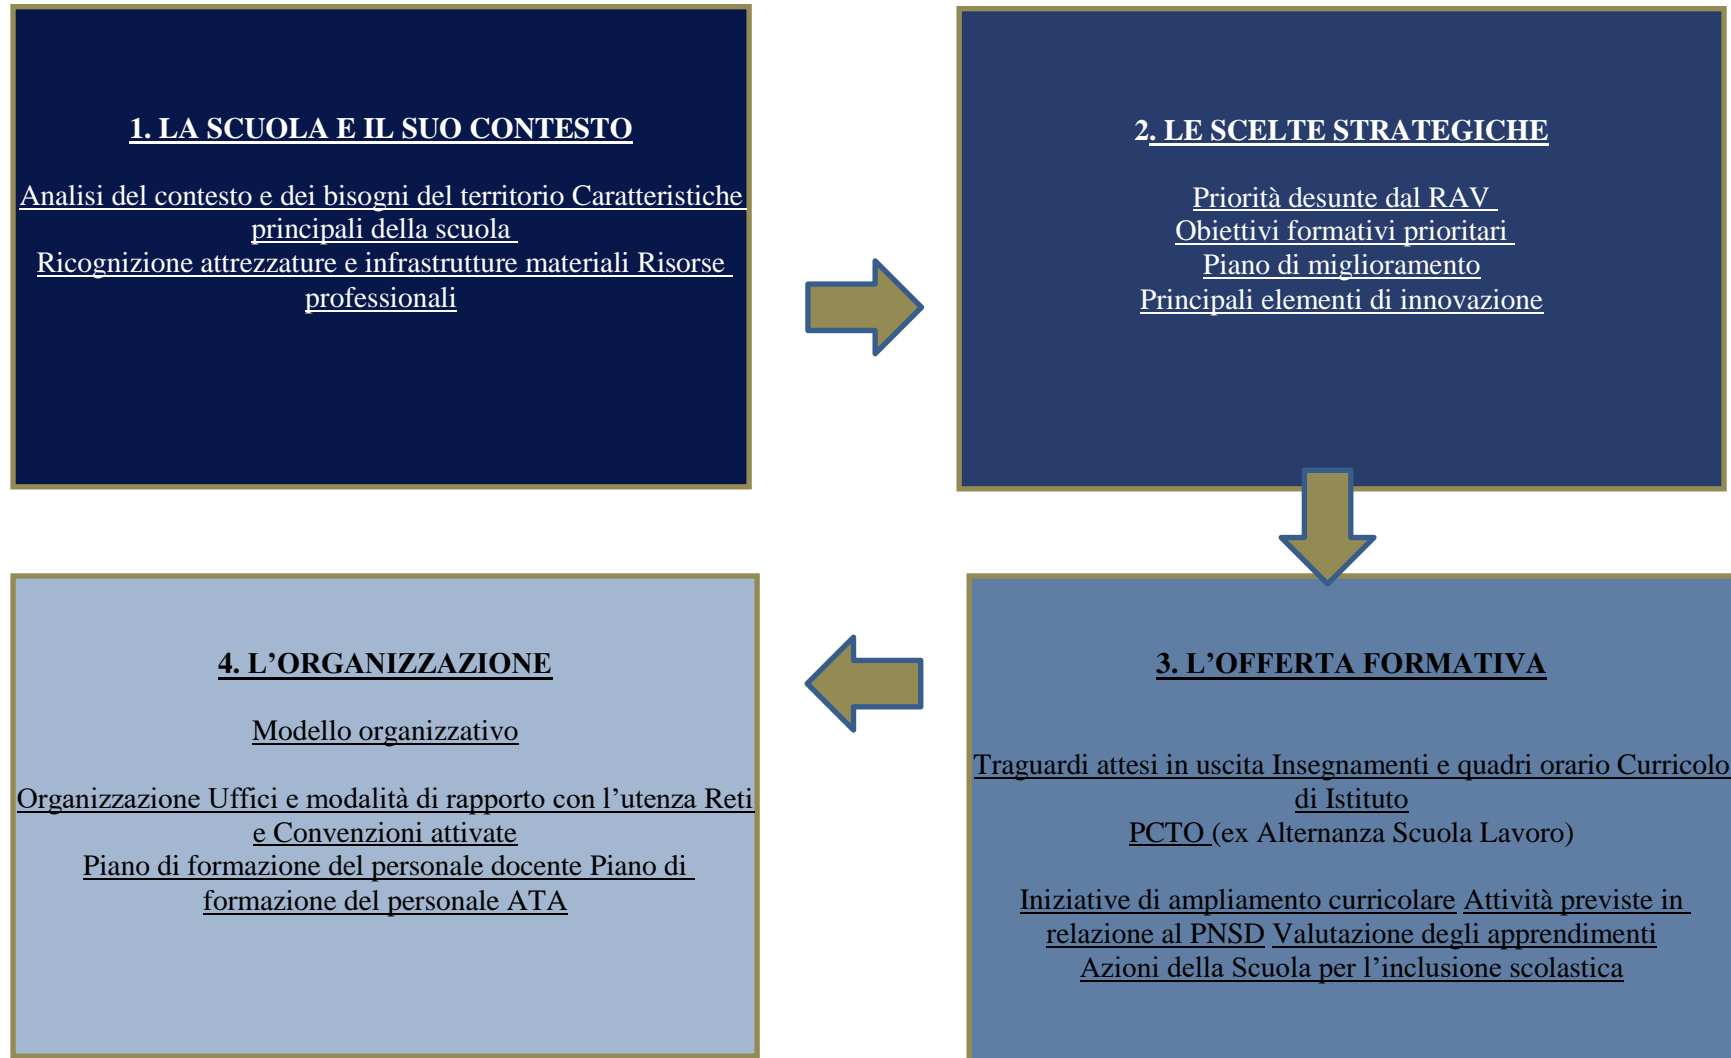 1. LA SCUOLA E IL SUO CONTESTO
Analisi del contesto e dei bisogni del territorio Caratteristiche
principali della scuola
Ricognizione attrezzature e infrastrutture materiali Risorse
professionali
2. LE SCELTE STRATEGICHE
Priorità desunte dal RAV
Obiettivi formativi prioritari
Piano di miglioramento
Principali elementi di innovazione
3. L’OFFERTA FORMATIVA
Traguardi attesi in uscita Insegnamenti e quadri orario Curricolo
di Istituto
PCTO (ex Alternanza Scuola Lavoro)
Iniziative di ampliamento curricolare Attività previste in
relazione al PNSD Valutazione degli apprendimenti
Azioni della Scuola per l’inclusione scolastica
4. L’ORGANIZZAZIONE
Modello organizzativo
Organizzazione Uffici e modalità di rapporto con l’utenza Reti
e Convenzioni attivate
Piano di formazione del personale docente Piano di
formazione del personale ATA